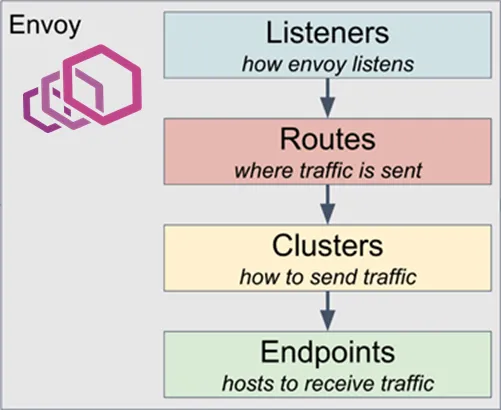 Envoy
Listeners
how envoy listens
Routes
where traffic is sent
Clusters
how to send traffic
Endpoints
hosts to receive traffic